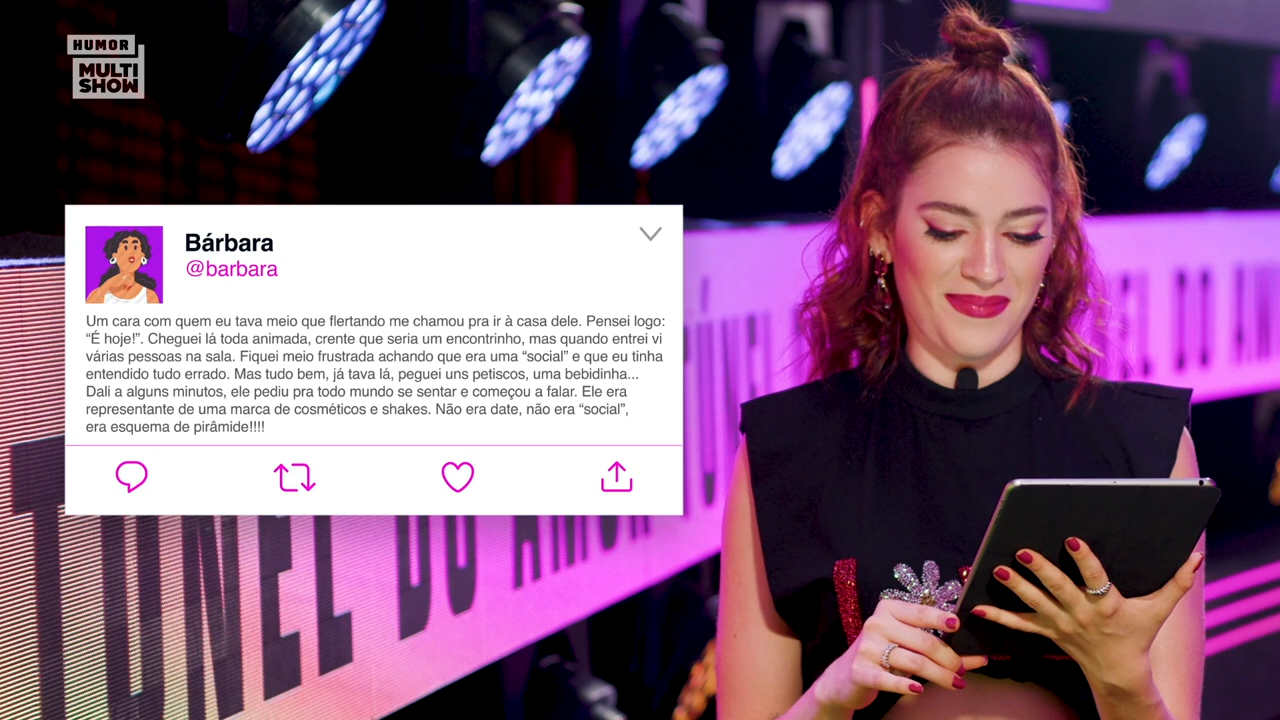 HUMOR
MULTI
SHOW
Bárbara
@barbara
Um cara com quem eu tava meio que flertando me chamou pra ir à casa dele. Pensei logo:
“É hoje!”. Cheguei lá toda animada, crente que seria um encontrinho, mas quando entrei vi
várias pessoas na sala. Fiquei meio frustrada achando que era uma “social” e que eu tinha
entendido tudo errado. Mas tudo bem, já tava lá, peguei uns petiscos, uma bebidinha...
Dali a alguns minutos, ele pediu pra todo mundo se sentar e começou a falar. Ele era
representante de uma marca de cosméticos e shakes. Não era date, não era “social”,
era esquema de pirâmide!!!!
TÚNEL DO AMOR